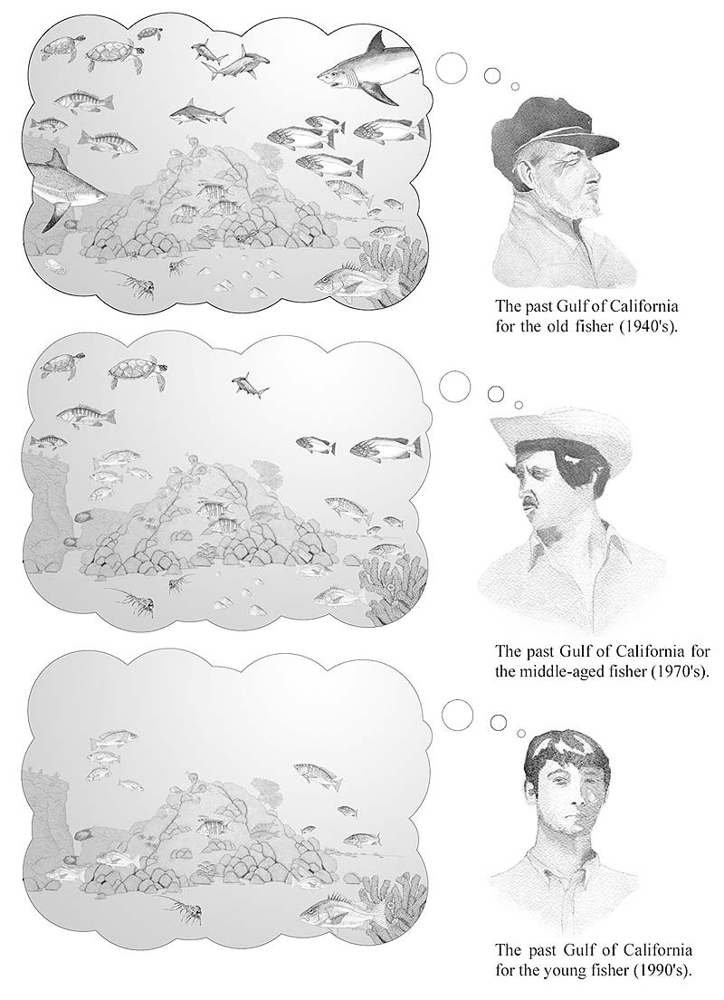 The past Gulf of California
for the old fisher (1940's).
The past Gulf of California for
the middle-aged fisher (1970's).
The past Gulf of California
for the young fisher (1990's).